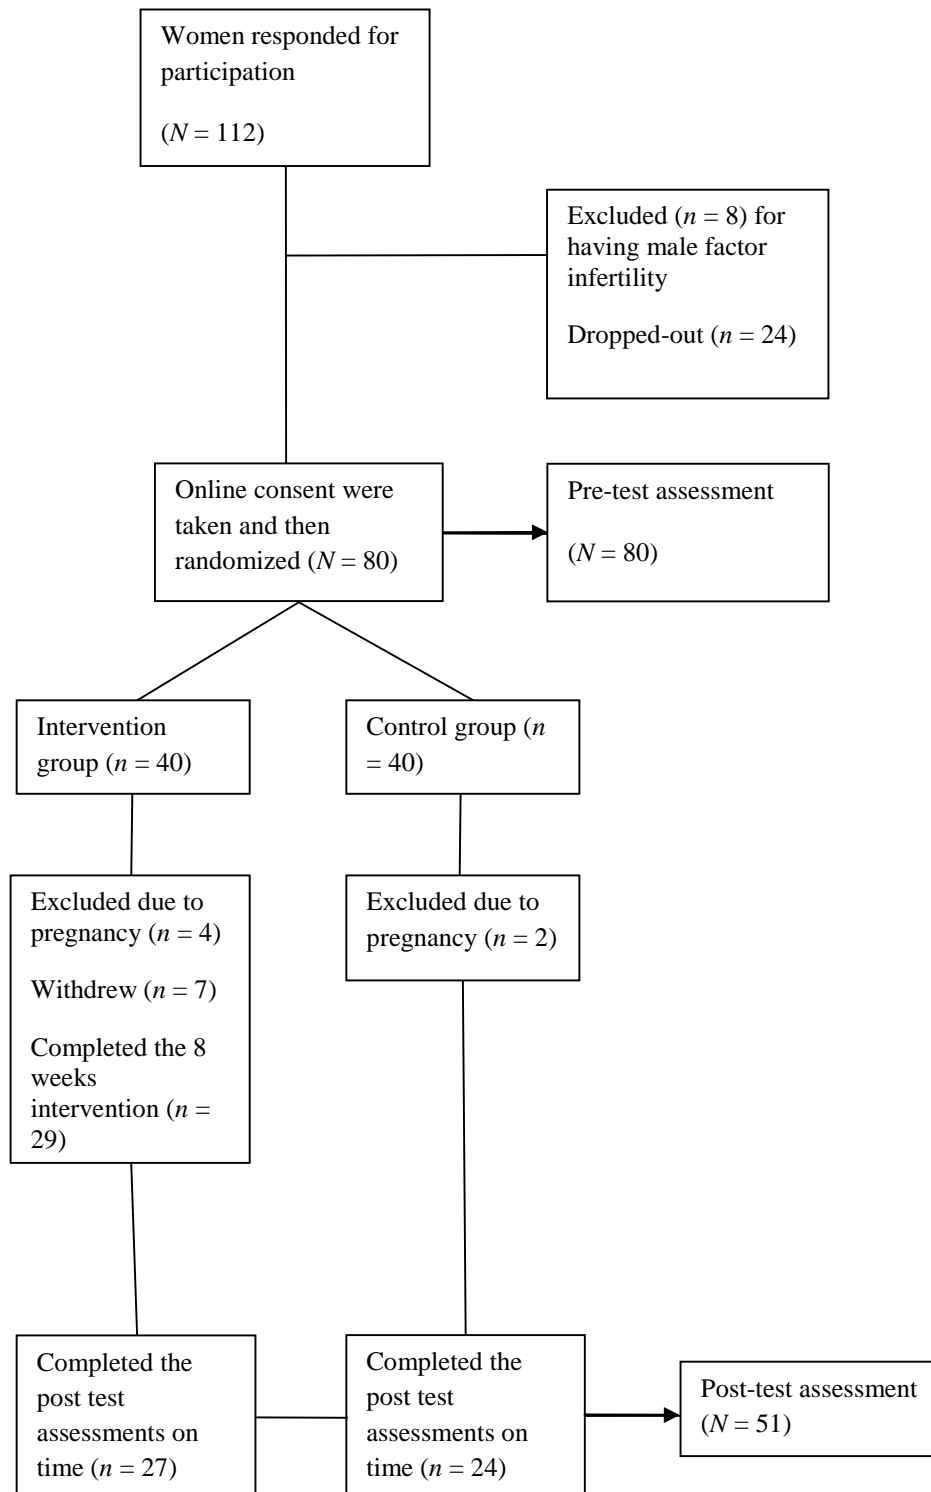 Women responded for
participation
(N = 112)
Excluded (n = 8) for
having male factor
infertility
Dropped-out (n = 24)
Online consent were
taken and then
randomized (N = 80)
Pre-test assessment
(N = 80)
Intervention
group (n = 40)
Control group (n
= 40)
Excluded due to
pregnancy (n = 4)
Withdrew (n = 7)
Completed the 8
weeks
intervention (n =
29)
Excluded due to
pregnancy (n = 2)
Completed the
post test
assessments on
time (n = 27)
Completed the
post test
assessments on
time (n = 24)
Post-test assessment
(N = 51)